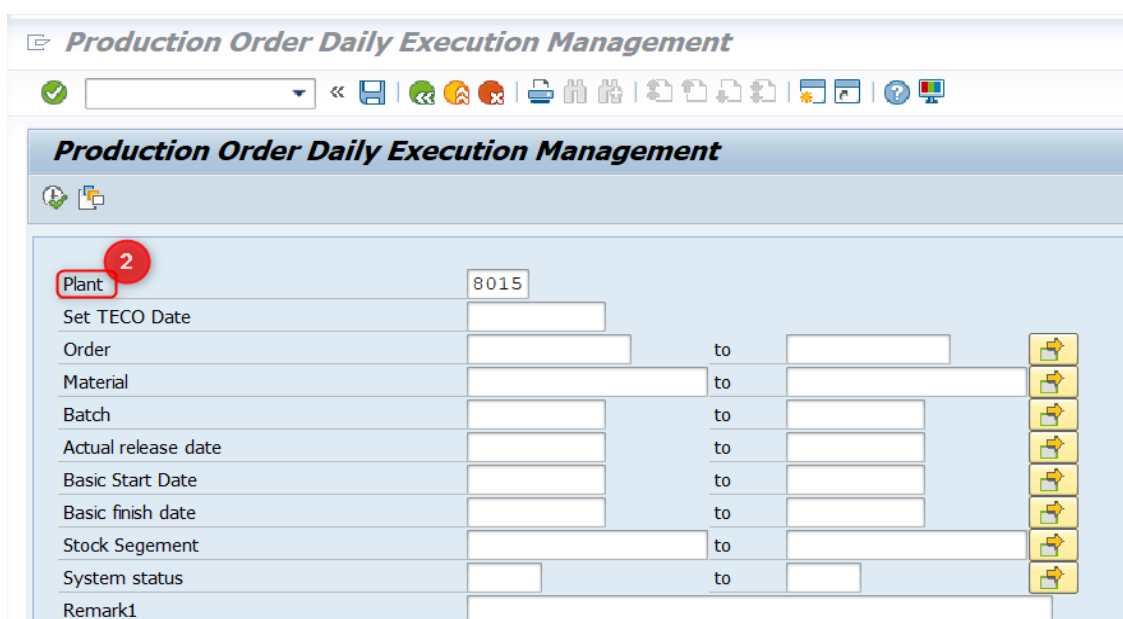 Production Order Daily Execution Management
Production Order Daily Execution Management
2
Plant 8015
Set TECO Date
Order to
Material to
Batch to
Actual release date to
Basic Start Date to
Basic finish date to
Stock Segement to
System status to
Remark1